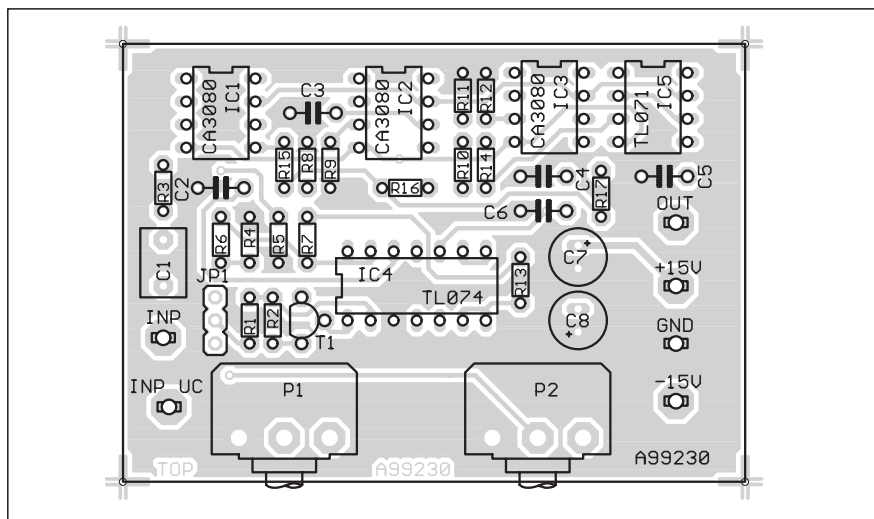 CA3080
IC1
C3
CA3080
IC2
R11
R12
CA3080
IC3
TL071
IC5
R3
C2
R15
R8
R9
R16
R10
R14
C4
C6
R17
C5
OUT
C1
R6
R4
R5
R7
IC4
TL074
R13
C7
+
+15V
JP1
R1
R2
T1
C8
+
INP
GND
INP UC
P1
P2
-15V
TOP
A99230
A99230